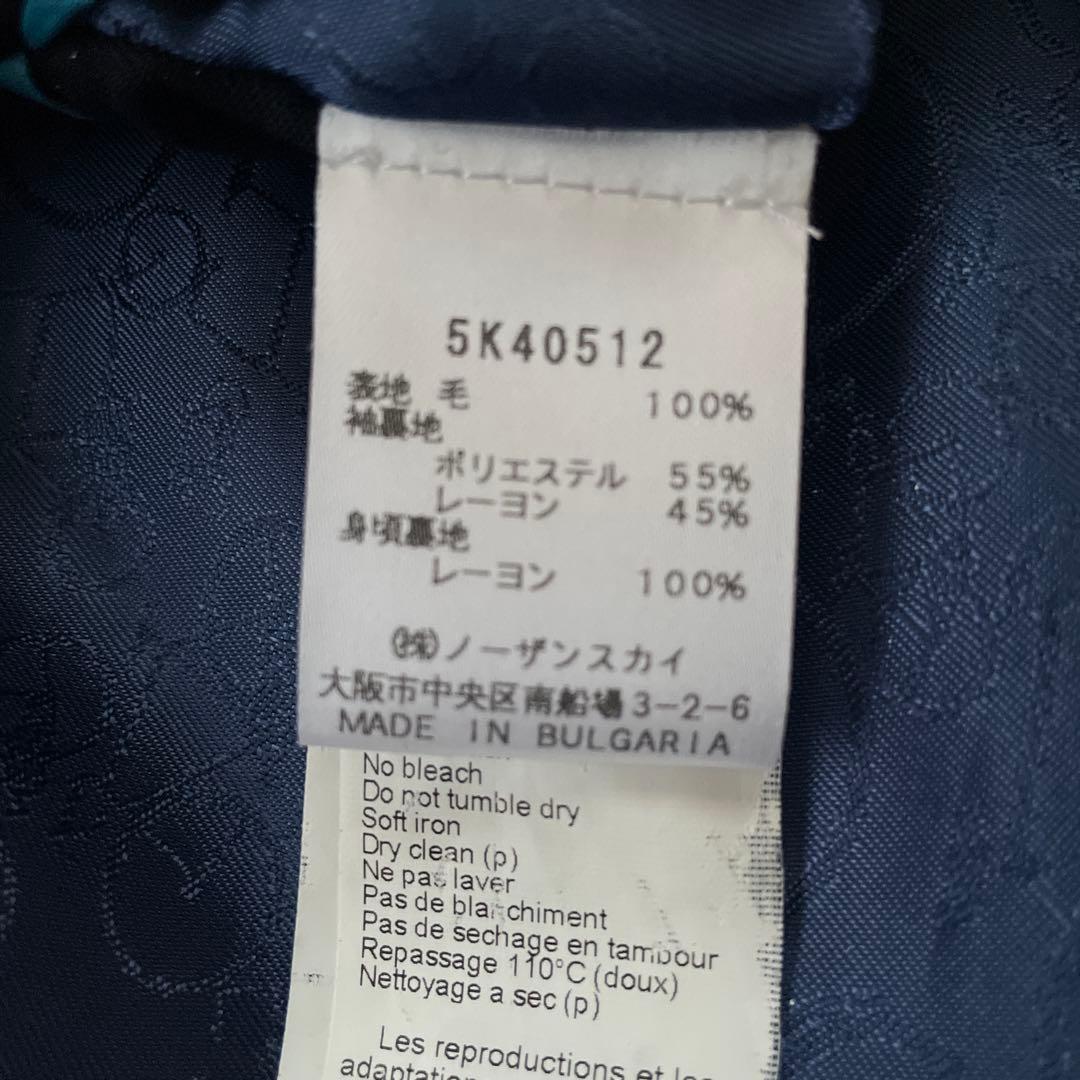 5K40512
表地 毛 100%
袖裏地
ポリエステル 55%
レーヨン 45%
身頃裏地
レーヨン 100%
㈱ノーザンスカイ
大阪市中央区南船場3-2-6
MADE IN BULGARIA
No bleach
Do not tumble dry
Soft iron
Dry clean (p)
Ne pas laver
Pas de blanchiment
Pas de sechage en tambour
Repassage 110°C (doux)
Nettoyage a sec (p)
Les reproductions et les